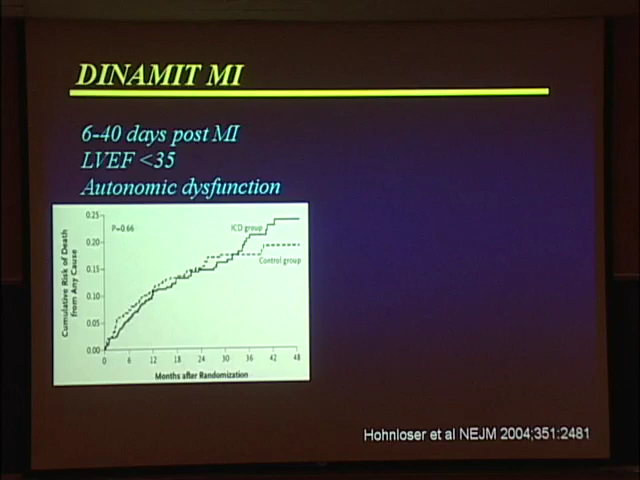 DINAMIT MI
6-40 days post MI
LVEF <35
Autonomic dysfunction
Cumulative Risk of Death
from Any Cause
0.25
0.20
0.15
0.10
0.05
0.00
P=0.66
ICD group
Control group
0 6 12 18 24 30 36 42 48
Months after Randomization
Hohnloser et al NEJM 2004;351:2481